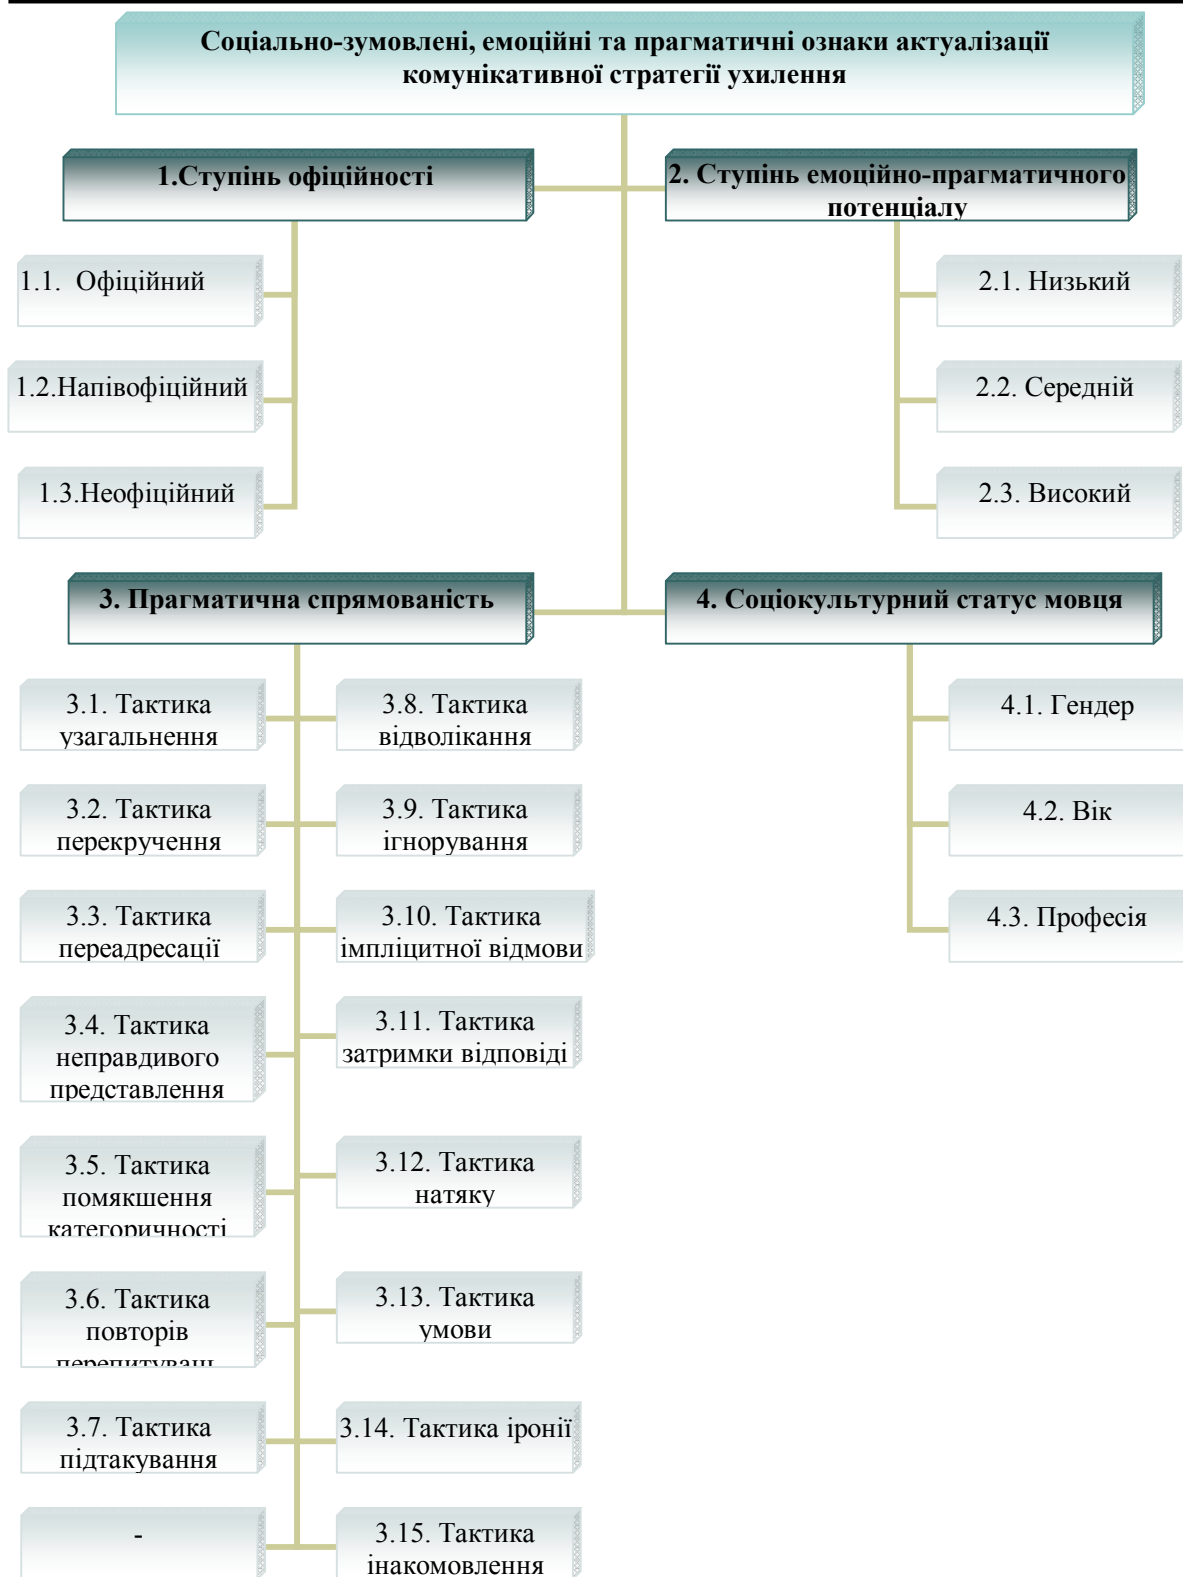 Соціально-зумовлені, емоційні та прагматичні ознаки актуалізації
комунікативної стратегії ухилення
1.Ступінь офіційності
2. Ступінь емоційно-прагматичного
потенціалу
1.1. Офіційний
1.2.Напівофіційний
1.3.Неофіційний
2.1. Низький
2.2. Середній
2.3. Високий
3. Прагматична спрямованість
4. Соціокультурний статус мовця
3.1. Тактика
узагальнення
3.2. Тактика
перекручення
3.3. Тактика
переадресації
3.4. Тактика
неправдивого
представлення
3.5. Тактика
помякшення
категоричності
3.6. Тактика
повторів
перепитувань
3.7. Тактика
підтакування
-
3.8. Тактика
відволікання
3.9. Тактика
ігнорування
3.10. Тактика
імпліцитної відмови
3.11. Тактика
затримки відповіді
3.12. Тактика
натяку
3.13. Тактика
умови
3.14. Тактика іронії
3.15. Тактика
інакомовлення
4.1. Гендер
4.2. Вік
4.3. Професія